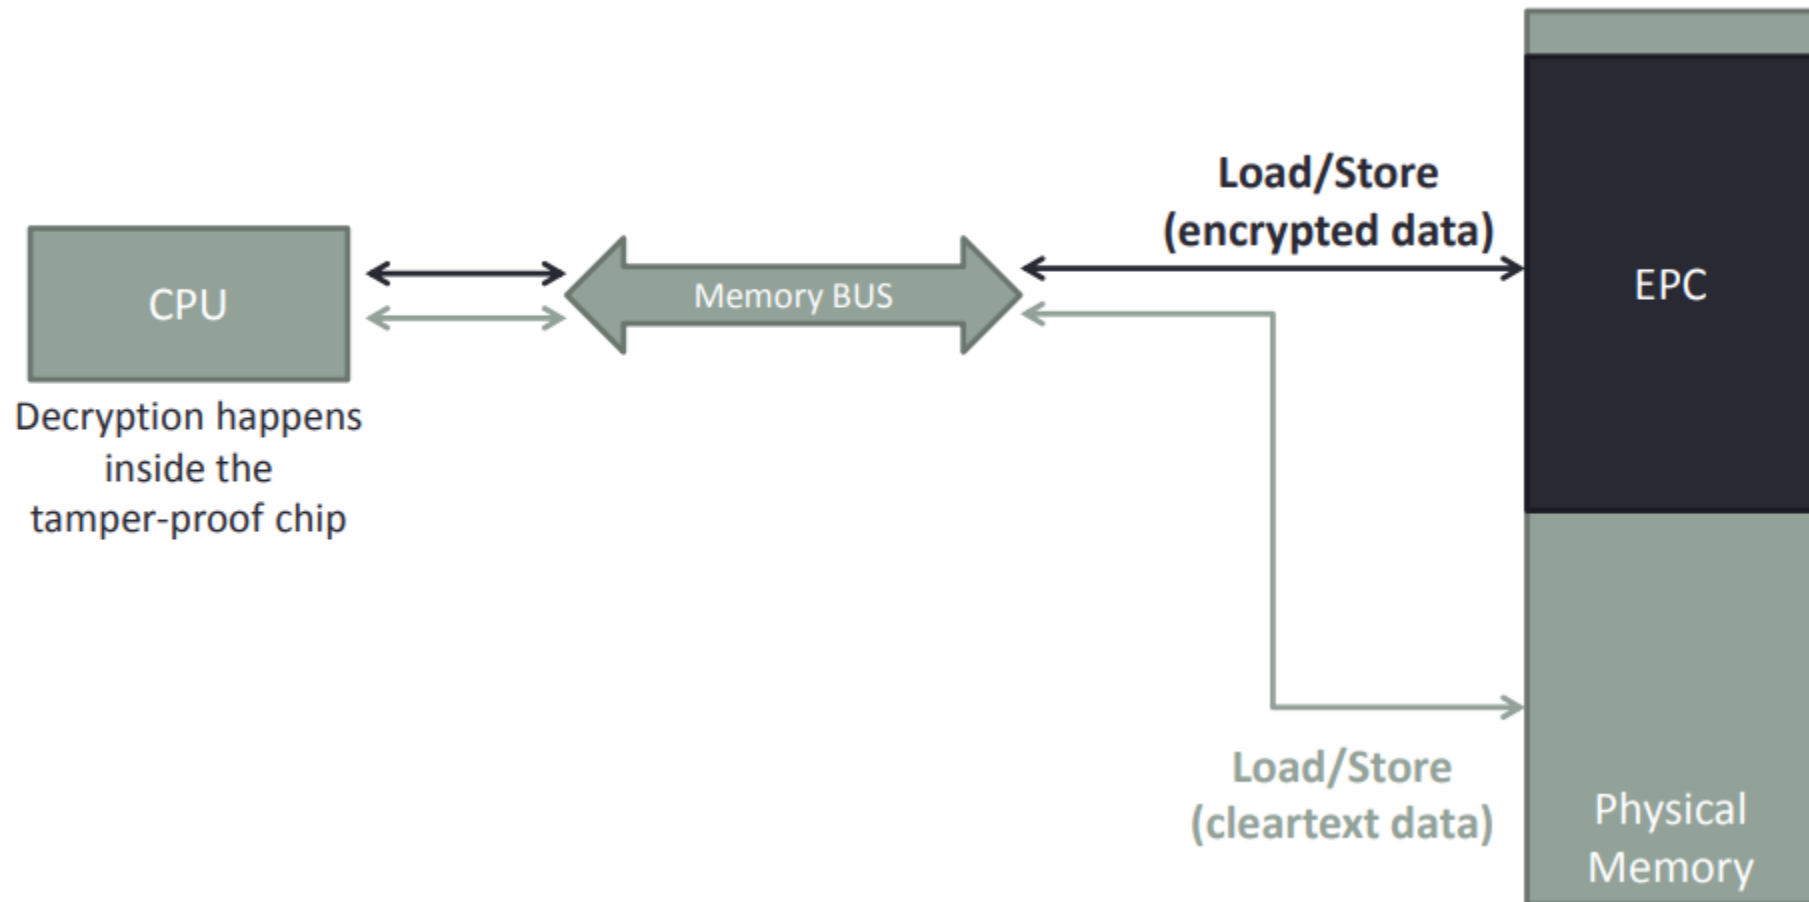 Load/Store
(encrypted data)
CPU
Memory BUS
EPC
Decryption happens
inside the
tamper-proof chip
Load/Store
(cleartext data)
Physical
Memory